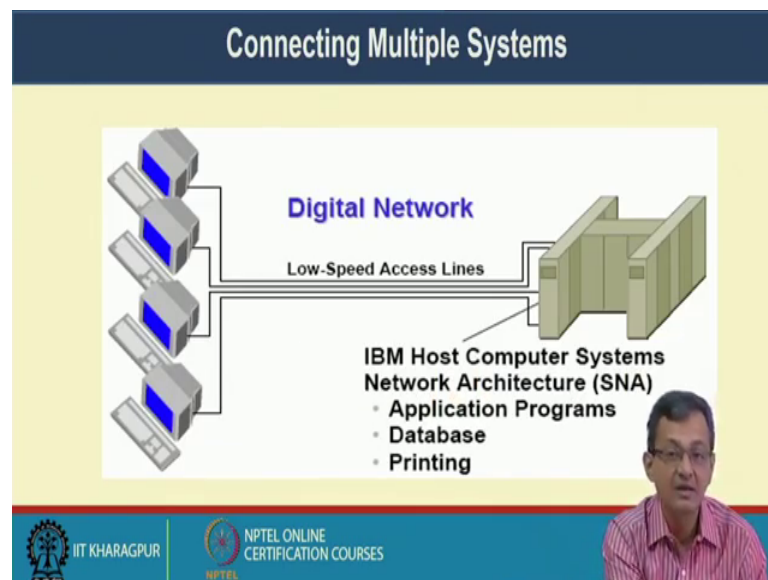 Connecting Multiple Systems
Digital Network
Low-Speed Access Lines
IBM Host Computer Systems
Network Architecture (SNA)
• Application Programs
• Database
• Printing
IIT KHARAGPUR
NPTEL ONLINE
CERTIFICATION COURSES
NPTEL